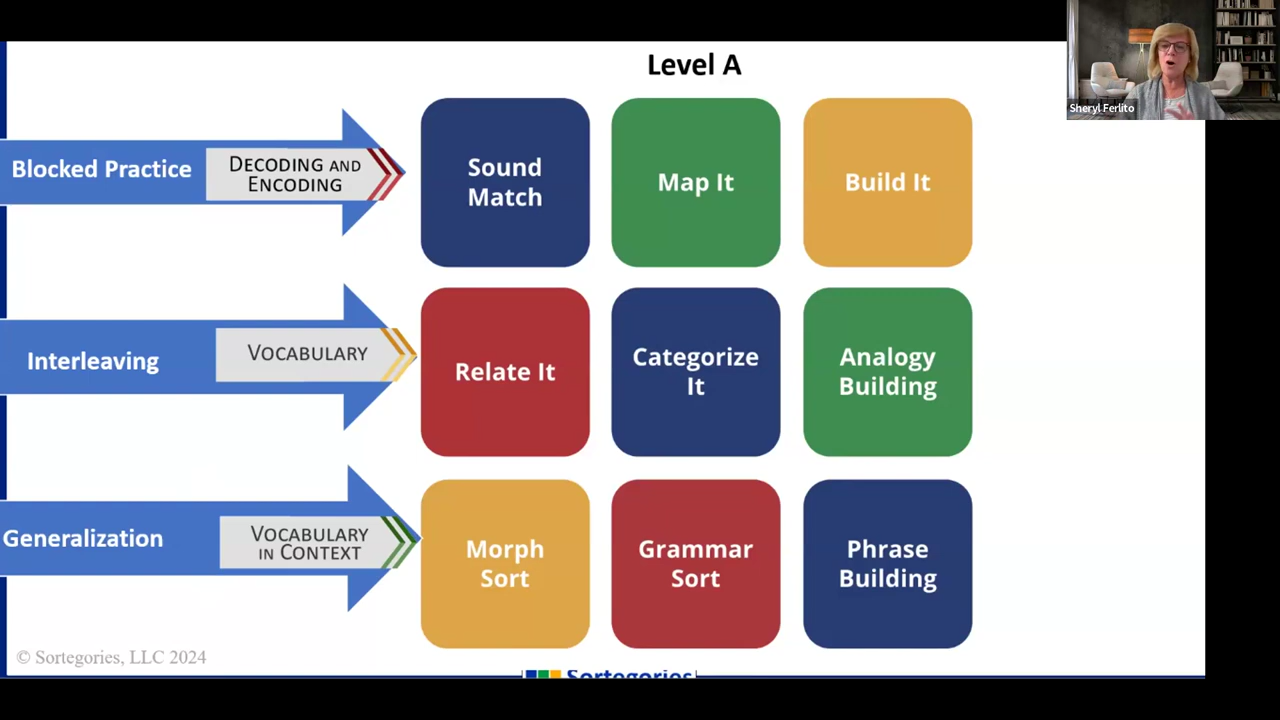 Level A
Sheryl Ferlito
Blocked Practice
DECODING AND
ENCODING
Sound
Match
Map It
Build It
Interleaving
VOCABULARY
Relate It
Categorize
It
Analogy
Building
Generalization
VOCABULARY
IN CONTEXT
Morph
Sort
Grammar
Sort
Phrase
Building
© Sortegories, LLC 2024
Sortegories